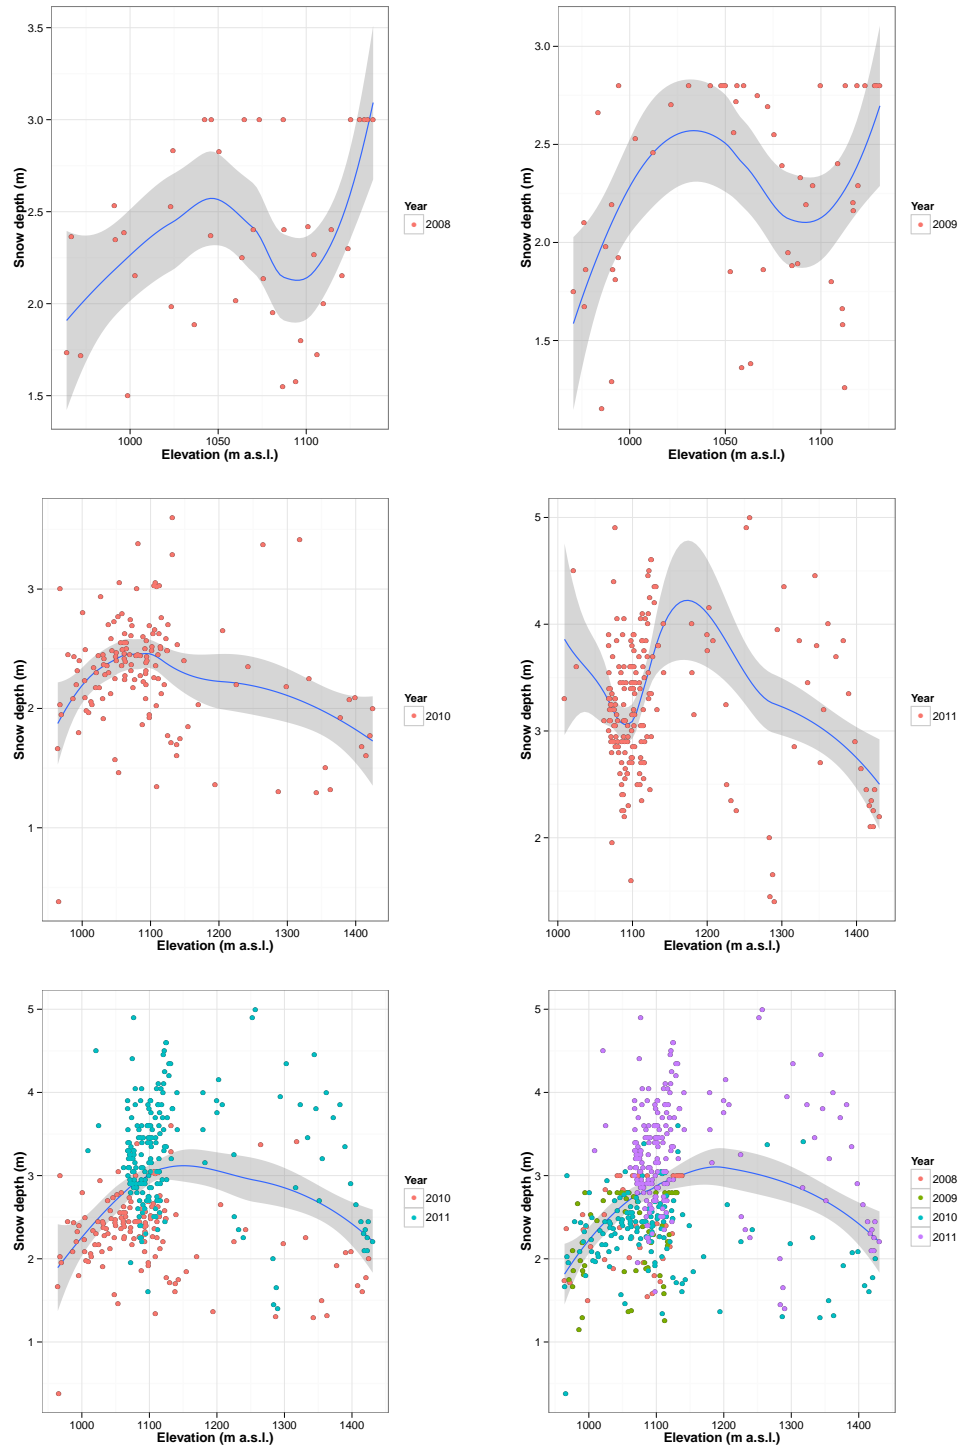 3.5
3.0
2.5
2.0
1.5
Snow depth (m)
1000 1050 1100
Elevation (m a.s.l.)
Year
2008
3.0
2.5
2.0
1.5
Snow depth (m)
1000 1050 1100
Elevation (m a.s.l.)
Year
2009
3
2
1
Snow depth (m)
1000 1100 1200 1300 1400
Elevation (m a.s.l.)
Year
2010
5
4
3
2
Snow depth (m)
1000 1100 1200 1300 1400
Elevation (m a.s.l.)
Year
2011
5
4
3
2
1
Snow depth (m)
1000 1100 1200 1300 1400
Elevation (m a.s.l.)
Year
2010
2011
5
4
3
2
1
Snow depth (m)
1000 1100 1200 1300 1400
Elevation (m a.s.l.)
Year
2008
2009
2010
2011